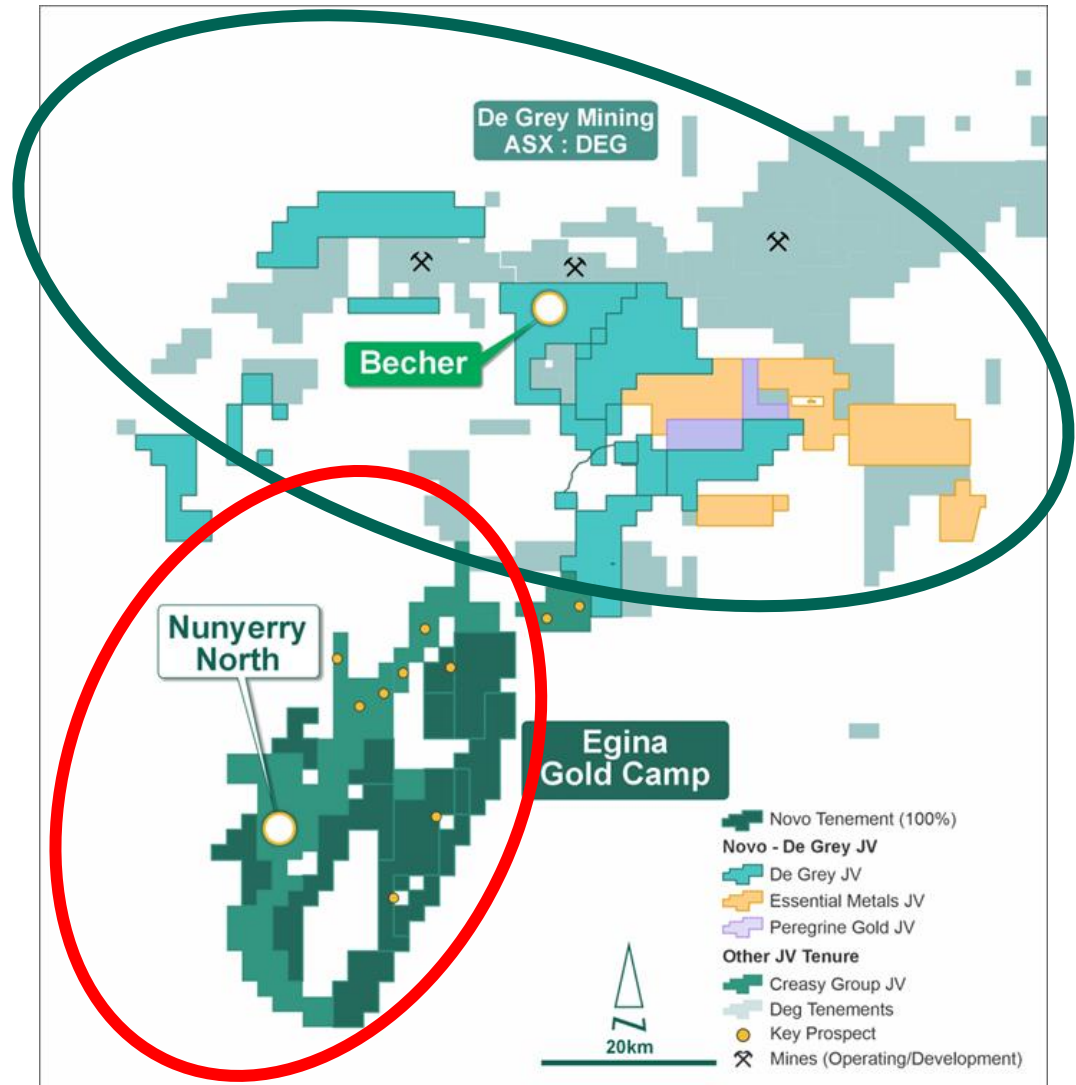 De Grey Mining
ASX : DEG
Becher
Nunyerry
North
Egina
Gold Camp
Novo Tenement (100%)
Novo - De Grey JV
De Grey JV
Essential Metals JV
Peregrine Gold JV
Other JV Tenure
Creasy Group JV
Deg Tenements
Key Prospect
Mines (Operating/Development)
N
20km